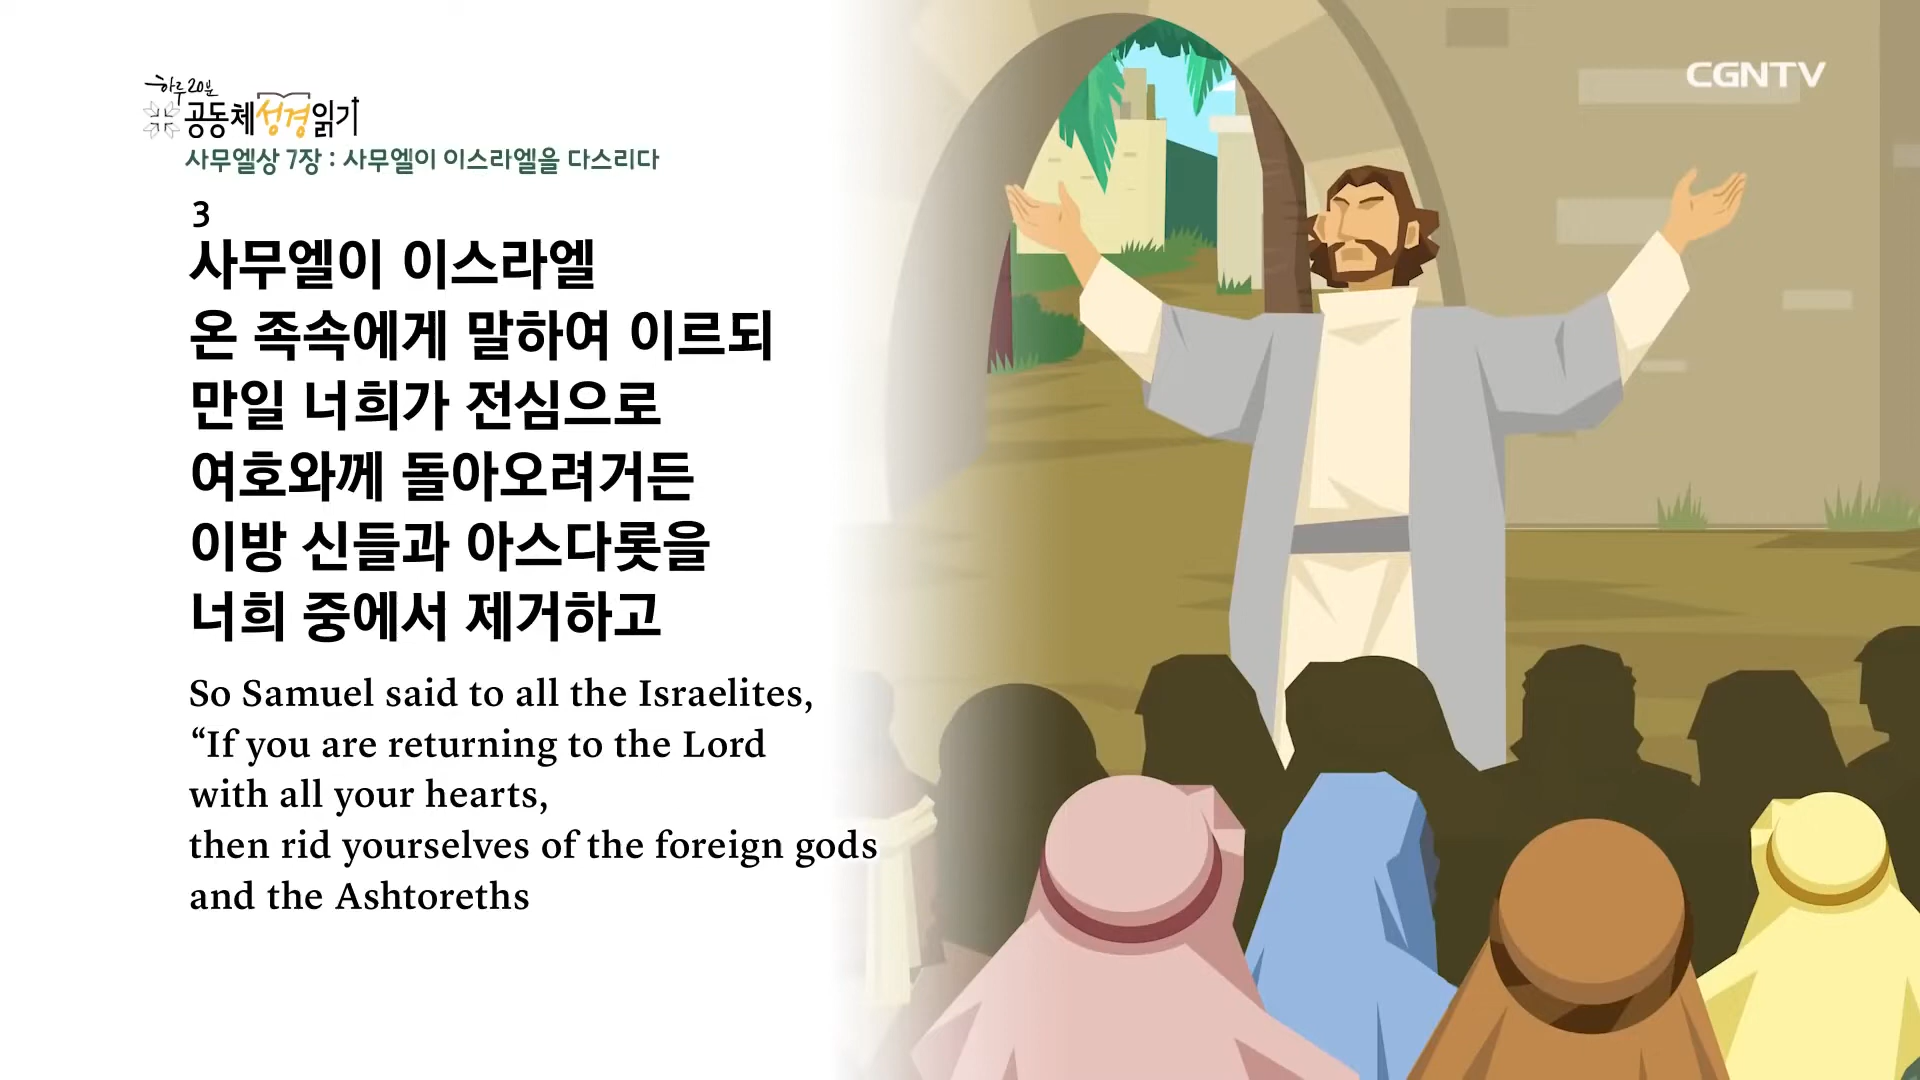 하루 20분
공동체성경읽기
사무엘상 7장 : 사무엘이 이스라엘을 다스리다
CGNTV
3
사무엘이 이스라엘
온 족속에게 말하여 이르되
만일 너희가 전심으로
여호와께 돌아오려거든
이방 신들과 아스다롯을
너희 중에서 제거하고
So Samuel said to all the Israelites,
“If you are returning to the Lord
with all your hearts,
then rid yourselves of the foreign gods
and the Ashtoreths